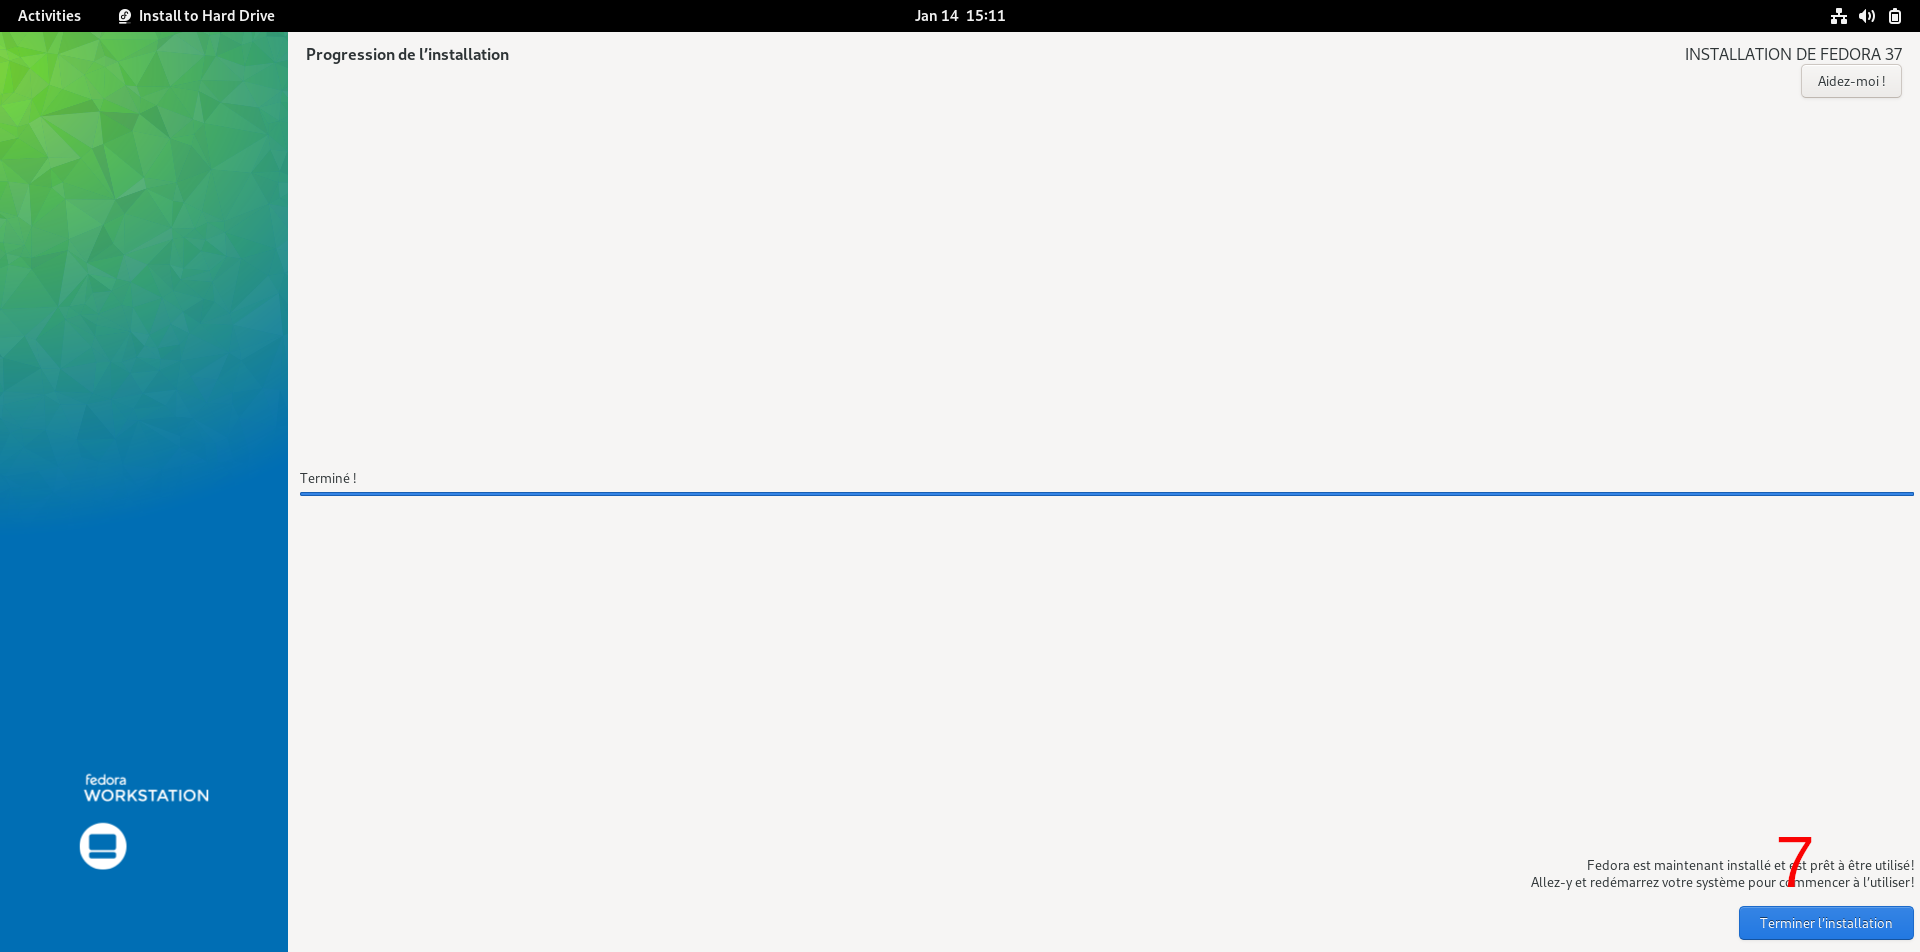 Activities
Install to Hard Drive
Jan 14 15:11
Progression de l’installation
INSTALLATION DE FEDORA 37
Aidez-moi !
Terminé !
fedora
WORKSTATION
7
Fedora est maintenant installé et est prêt à être utilisé!
Allez-y et redémarrez votre système pour commencer à l’utiliser!
Terminer l’installation